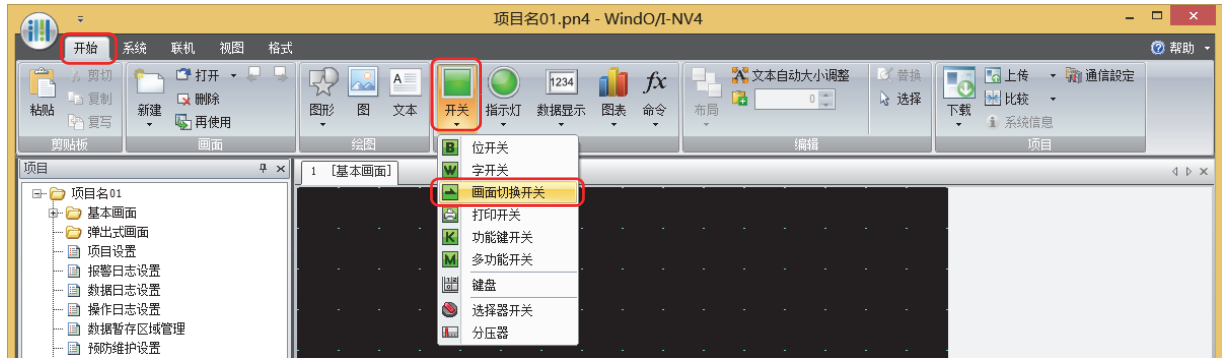 项目名01.pn4 - WindO/I-NV4
开始 系统 联机 视图 格式 帮助
粘贴 剪切 复制 复写
新建 打开 删除 再使用
图形 图 文本
开关 指示灯 1234 数据显示 图表 fx 命令
布局 文本自动大小调整 0 替换 选择
下载 上传 比较 系统信息 通信設定
剪贴板 画面 绘图 编辑 项目
项目
1 [基本画面]
项目名01
基本画面
弹出式画面
项目设置
报警日志设置
数据日志设置
操作日志设置
数据暂存区域管理
预防维护设置
B 位开关
W 字开关
画面切换开关
打印开关
K 功能键开关
M 多功能开关
键盘
选择器开关
分压器